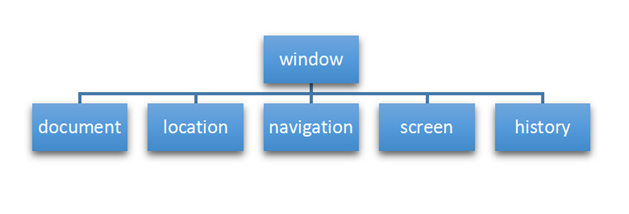 window
document
location
navigation
screen
history